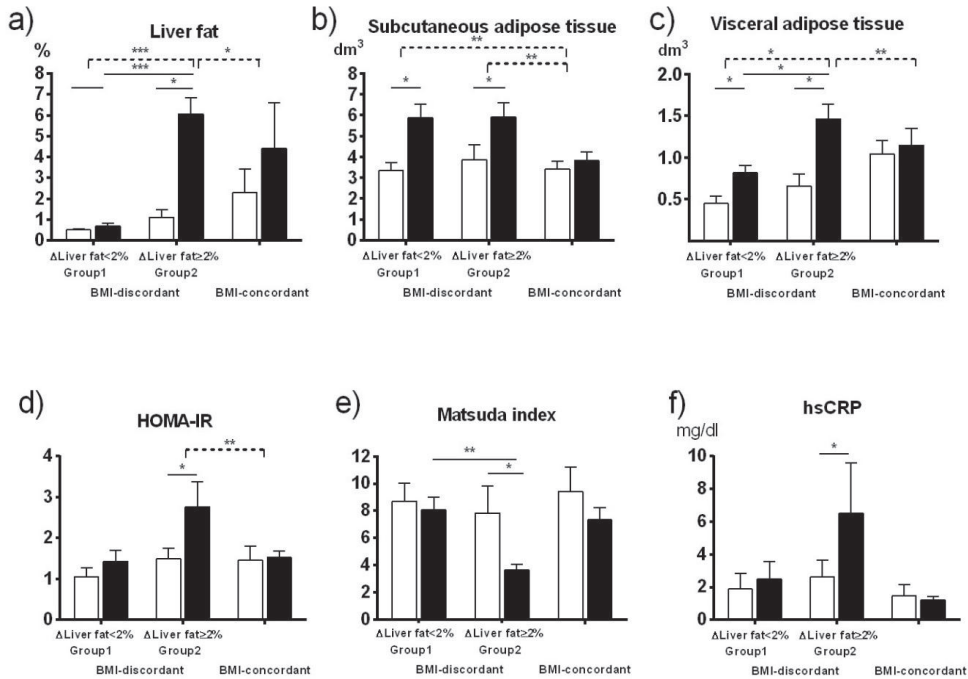 a)
Liver fat
%
***
*
***
*
8
7
6
5
4
3
2
1
0
ΔLiver fat<2%
Group1
ΔLiver fat≥2%
Group2
BMI-discordant
BMI-concordant
b)
Subcutaneous adipose tissue
dm³
**
**
*
*
8
7
6
5
4
3
2
1
0
ΔLiver fat<2%
Group1
ΔLiver fat≥2%
Group2
BMI-discordant
BMI-concordant
c)
Visceral adipose tissue
dm³
*
**
*
*
*
2.0
1.5
1.0
0.5
ΔLiver fat<2%
Group1
ΔLiver fat≥2%
Group2
BMI-discordant
BMI-concordant
d)
HOMA-IR
**
*
4
3
2
1
0
ΔLiver fat<2%
Group1
ΔLiver fat≥2%
Group2
BMI-discordant
BMI-concordant
e)
Matsuda index
**
*
12
10
8
6
4
2
0
ΔLiver fat<2%
Group1
ΔLiver fat≥2%
Group2
BMI-discordant
BMI-concordant
f)
hsCRP
mg/dl
*
10
8
6
4
2
0
ΔLiver fat<2%
Group1
ΔLiver fat≥2%
Group2
BMI-discordant
BMI-concordant